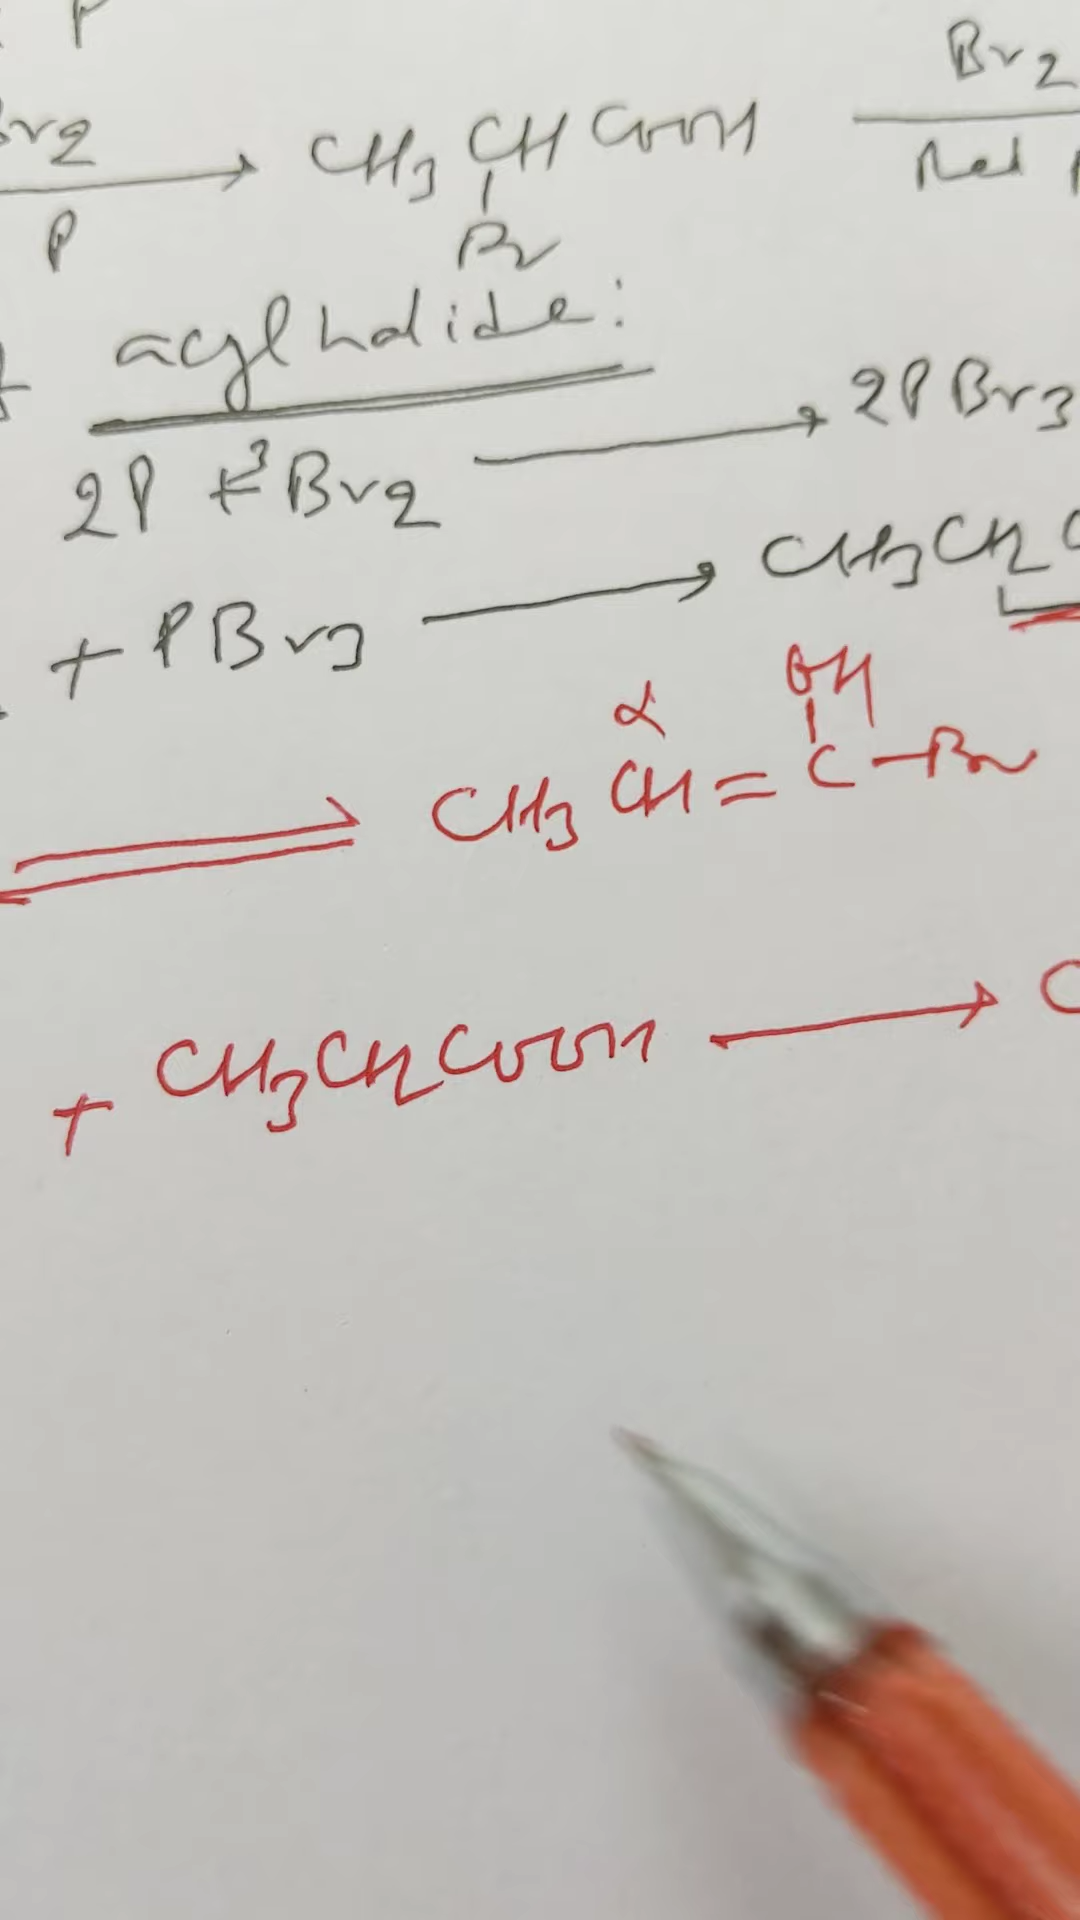 P
Br2
Br2 → CH3 CH COOH
P
Red
Br
acyl halide:
2P + 3Br2 → 2PBr3
+ PBr3 → CH3CH2
α
OH
⇌ CH3 CH = C - Br
+ CH3CH2COOH → C